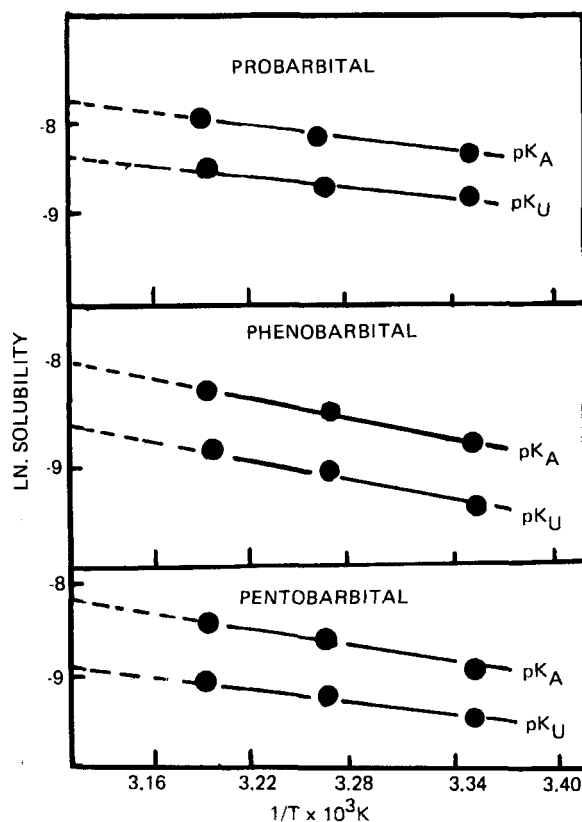 PROBARBITAL
-8
pKA
pKU
-9
PHENOBARBITAL
-8
LN. SOLUBILITY
-9
pKA
pKU
-8
PENTOBARBITAL
-9
pKA
pKU
3.16 3.22 3.28 3.34 3.40
1/T × 10³K